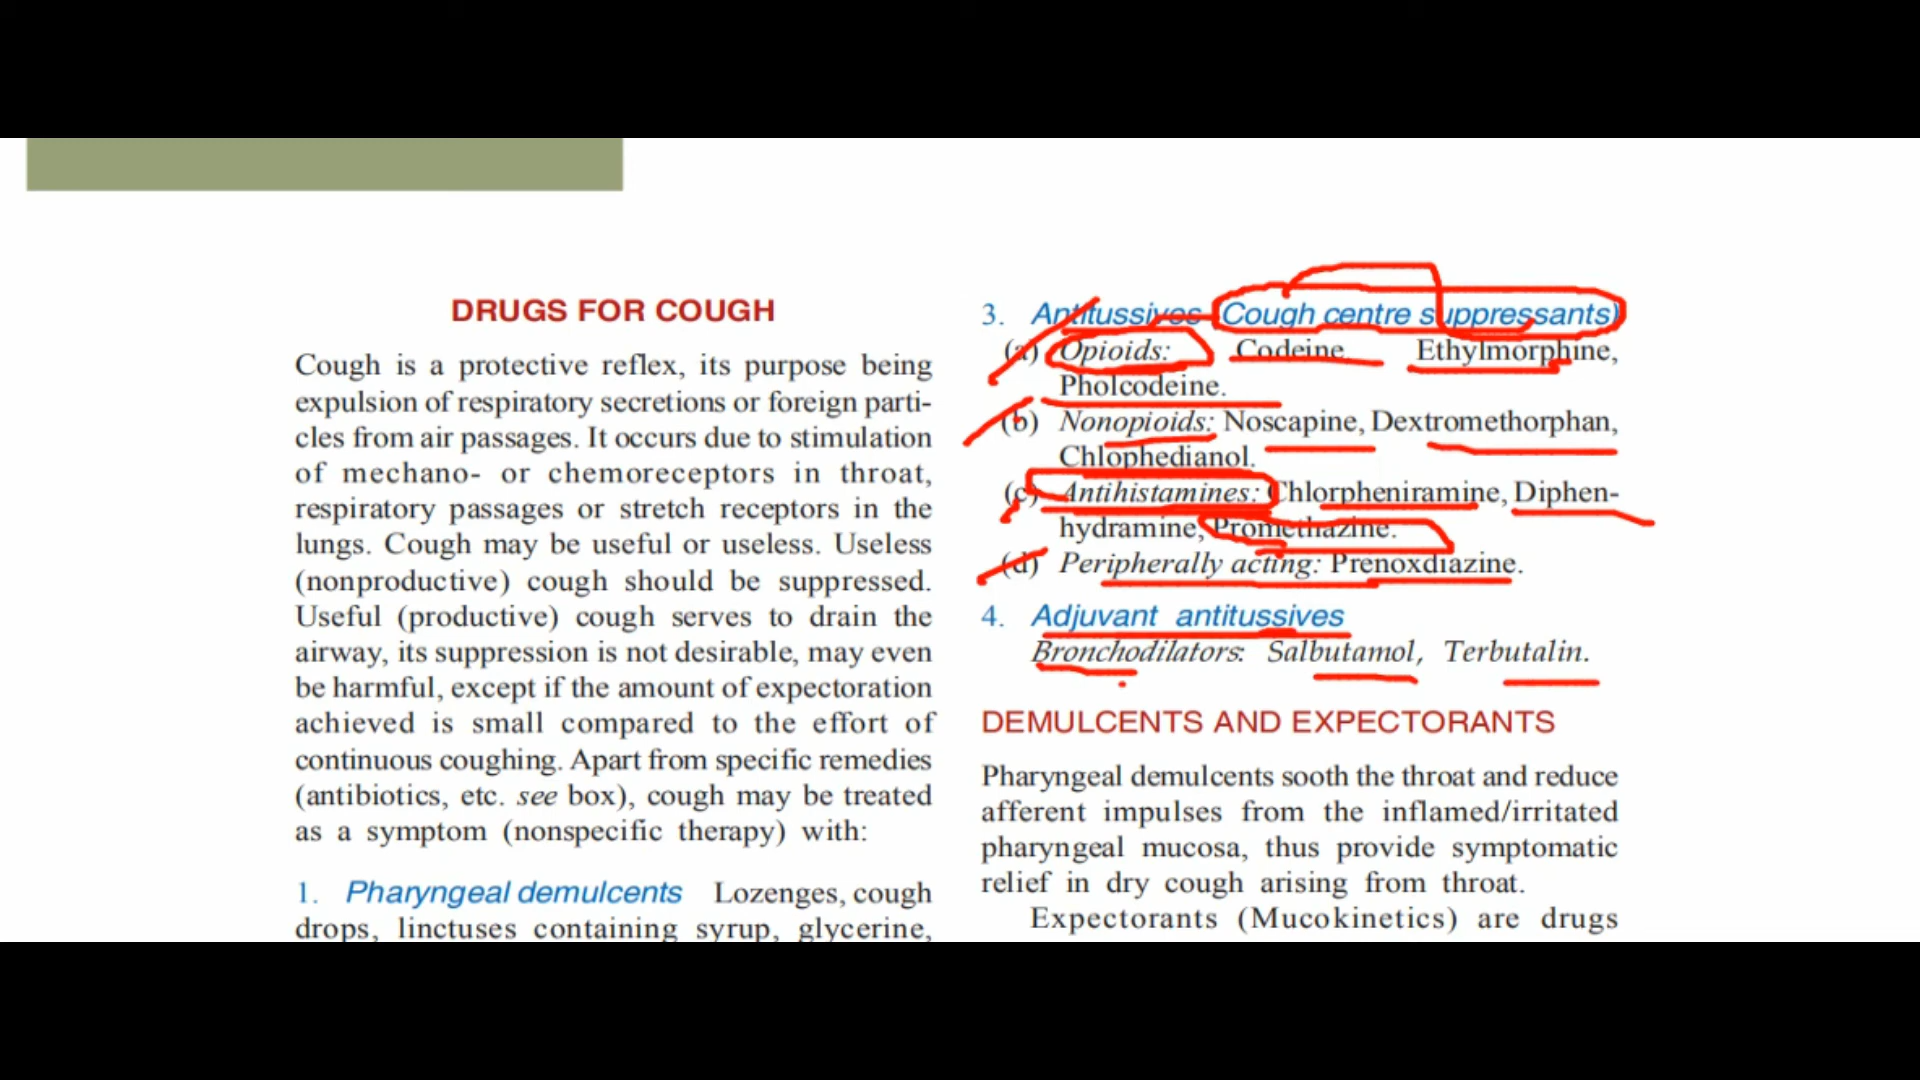 DRUGS FOR COUGH
Cough is a protective reflex, its purpose being
expulsion of respiratory secretions or foreign parti-
cles from air passages. It occurs due to stimulation
of mechano- or chemoreceptors in throat,
respiratory passages or stretch receptors in the
lungs. Cough may be useful or useless. Useless
(nonproductive) cough should be suppressed.
Useful (productive) cough serves to drain the
airway, its suppression is not desirable, may even
be harmful, except if the amount of expectoration
achieved is small compared to the effort of
continuous coughing. Apart from specific remedies
(antibiotics, etc. see box), cough may be treated
as a symptom (nonspecific therapy) with:
1. Pharyngeal demulcents Lozenges, cough
drops, linctuses containing syrup, glycerine,
3. Antitussives (Cough centre suppressants)
(a) Opioids: Codeine, Ethylmorphine,
Pholcodeine.
(b) Nonopioids: Noscapine, Dextromethorphan,
Chlophedianol.
(c) Antihistamines: Chlorpheniramine, Diphen-
hydramine, Promethazine.
(d) Peripherally acting: Prenoxdiazine.
4. Adjuvant antitussives
Bronchodilators: Salbutamol, Terbutalin.
DEMULCENTS AND EXPECTORANTS
Pharyngeal demulcents sooth the throat and reduce
afferent impulses from the inflamed/irritated
pharyngeal mucosa, thus provide symptomatic
relief in dry cough arising from throat.
Expectorants (Mucokinetics) are drugs